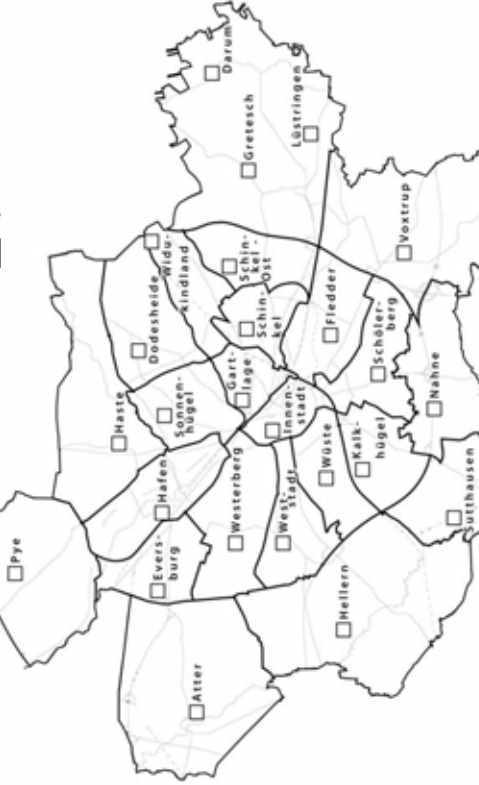 Pye
Haste
Dodesheide
Widu-
kindland
Darum
Gretesch
Lüstringen
Evers-
burg
Hafen
Sonnen-
hügel
Gart-
lage
Schin-
kel -
Ost
Schin-
kel
Atter
Westerberg
West-
stadt
Innen-
stadt
Fledder
Voxtrup
Wüste
Kalk-
hügel
Schöler-
berg
Hellern
Sutthausen
Nahne